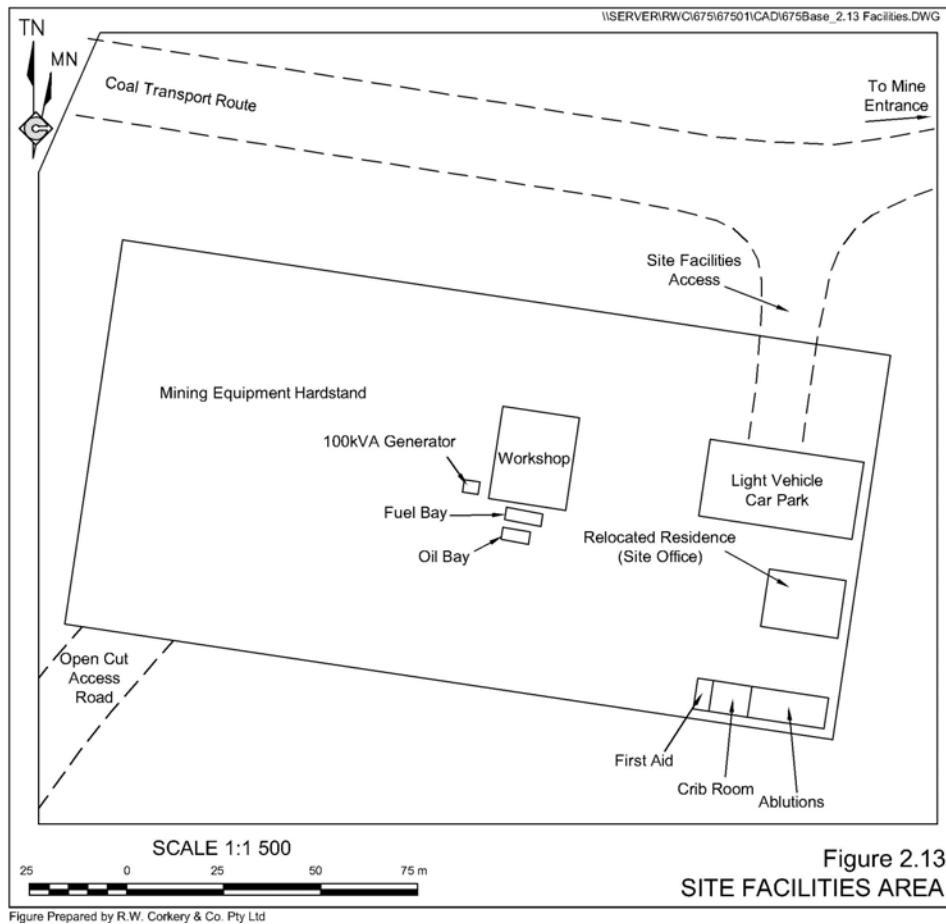 \\SERVER\RWC\675\67501\CAD\675Base_2.13 Facilities.DWG
TN
MN
Coal Transport Route
To Mine
Entrance
Site Facilities
Access
Mining Equipment Hardstand
100kVA Generator
Workshop
Light Vehicle
Car Park
Fuel Bay
Relocated Residence
(Site Office)
Oil Bay
Open Cut
Access
Road
First Aid
Crib Room
Ablutions
SCALE 1:1 500
25 0 25 50 75 m
Figure 2.13
SITE FACILITIES AREA
Figure Prepared by R.W. Corkery & Co. Pty Ltd